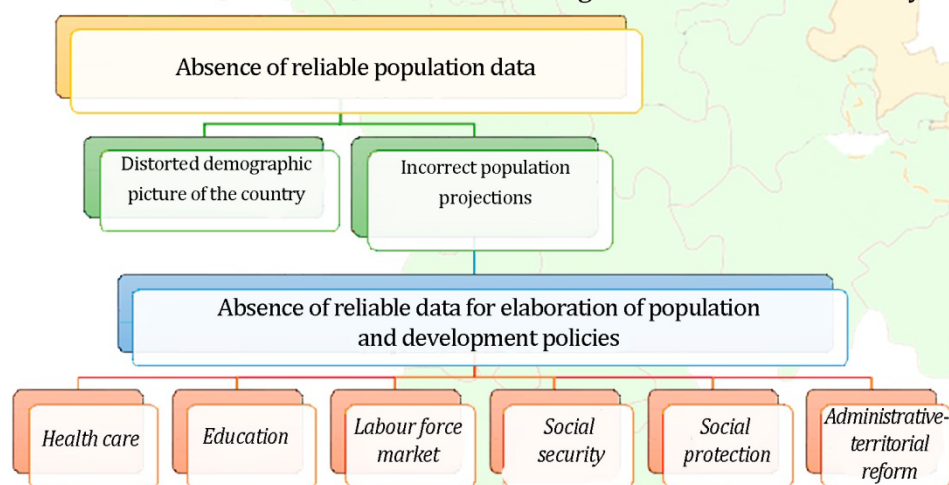 Absence of reliable population data
Distorted demographic
picture of the country
Incorrect population
projections
Absence of reliable data for elaboration of population
and development policies
Health care
Education
Labour force
market
Social
security
Social
protection
Administrative-
territorial
reform